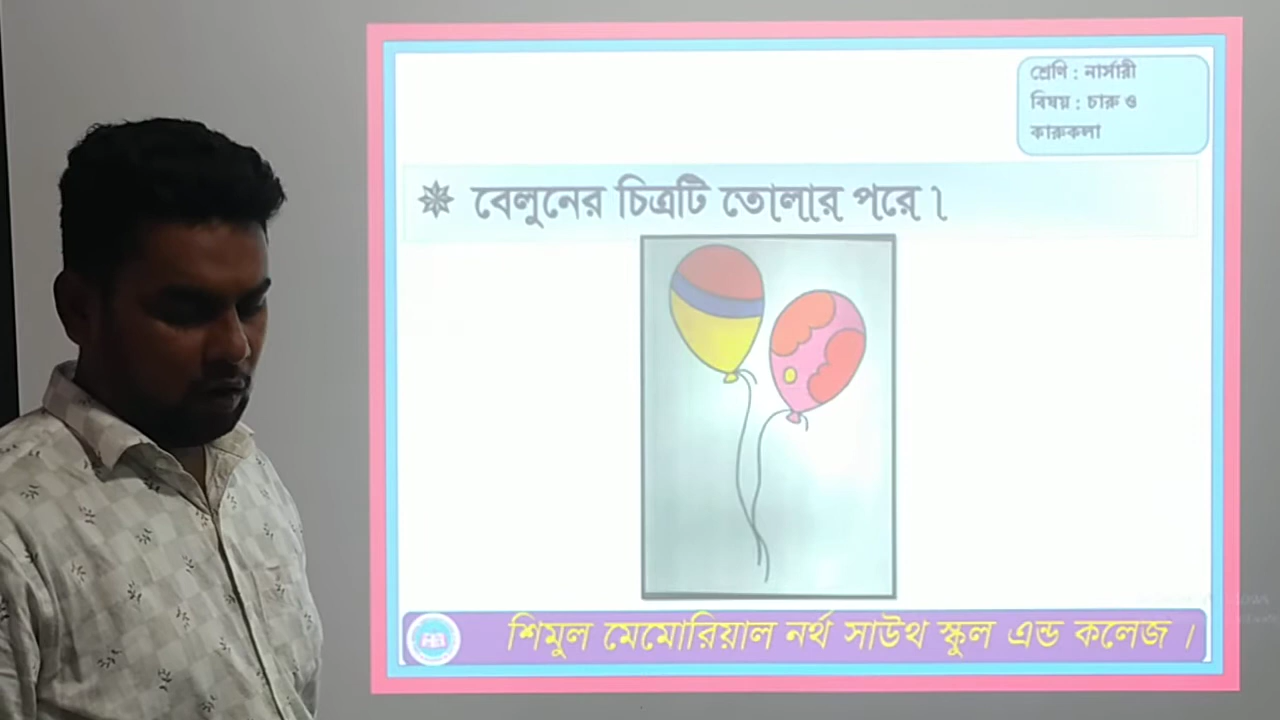 শ্রেণি : নার্সারী
বিষয় : চারু ও
কারুকলা
বেলুনের চিত্রটি তোলার পরে ।
শিমুল মেমোরিয়াল নর্থ সাউথ স্কুল এন্ড কলেজ ।